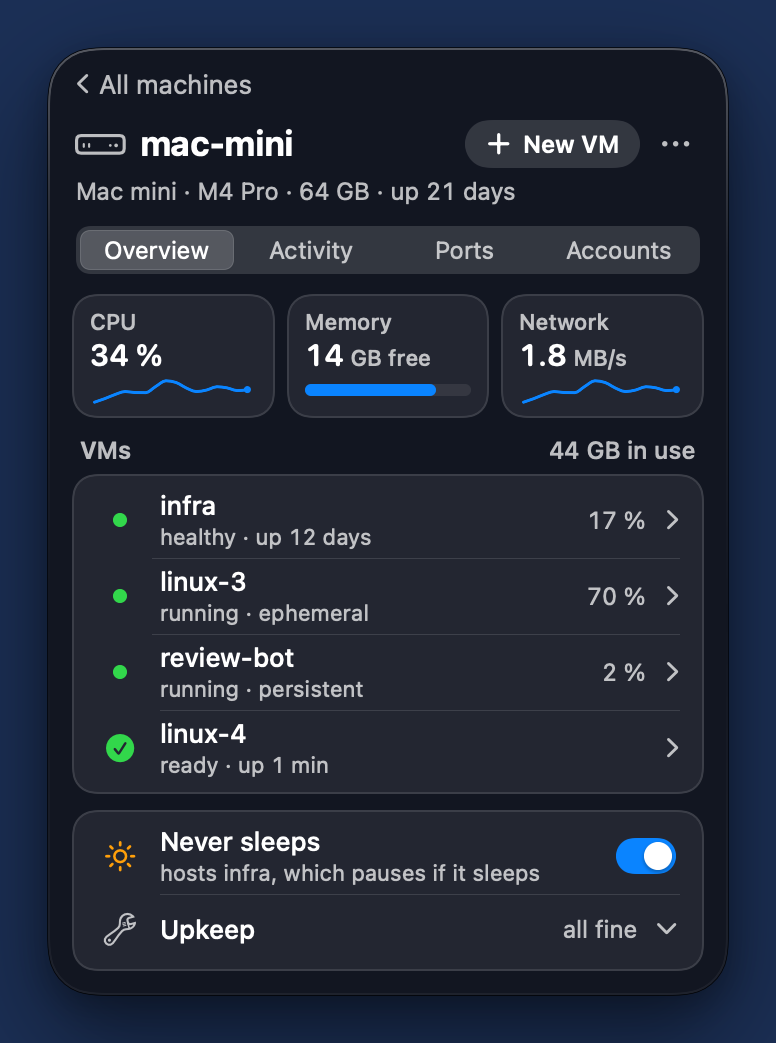 All machines
mac-mini
New VM
Mac mini · M4 Pro · 64 GB · up 21 days
Overview Activity Ports Accounts
CPU Memory Network
34 % 14 GB free 1.8 MB/s
VMs 44 GB in use
infra
healthy · up 12 days
17 %
linux-3
running · ephemeral
70 %
review-bot
running · persistent
2 %
linux-4
ready · up 1 min
Never sleeps
hosts infra, which pauses if it sleeps
Upkeep all fine